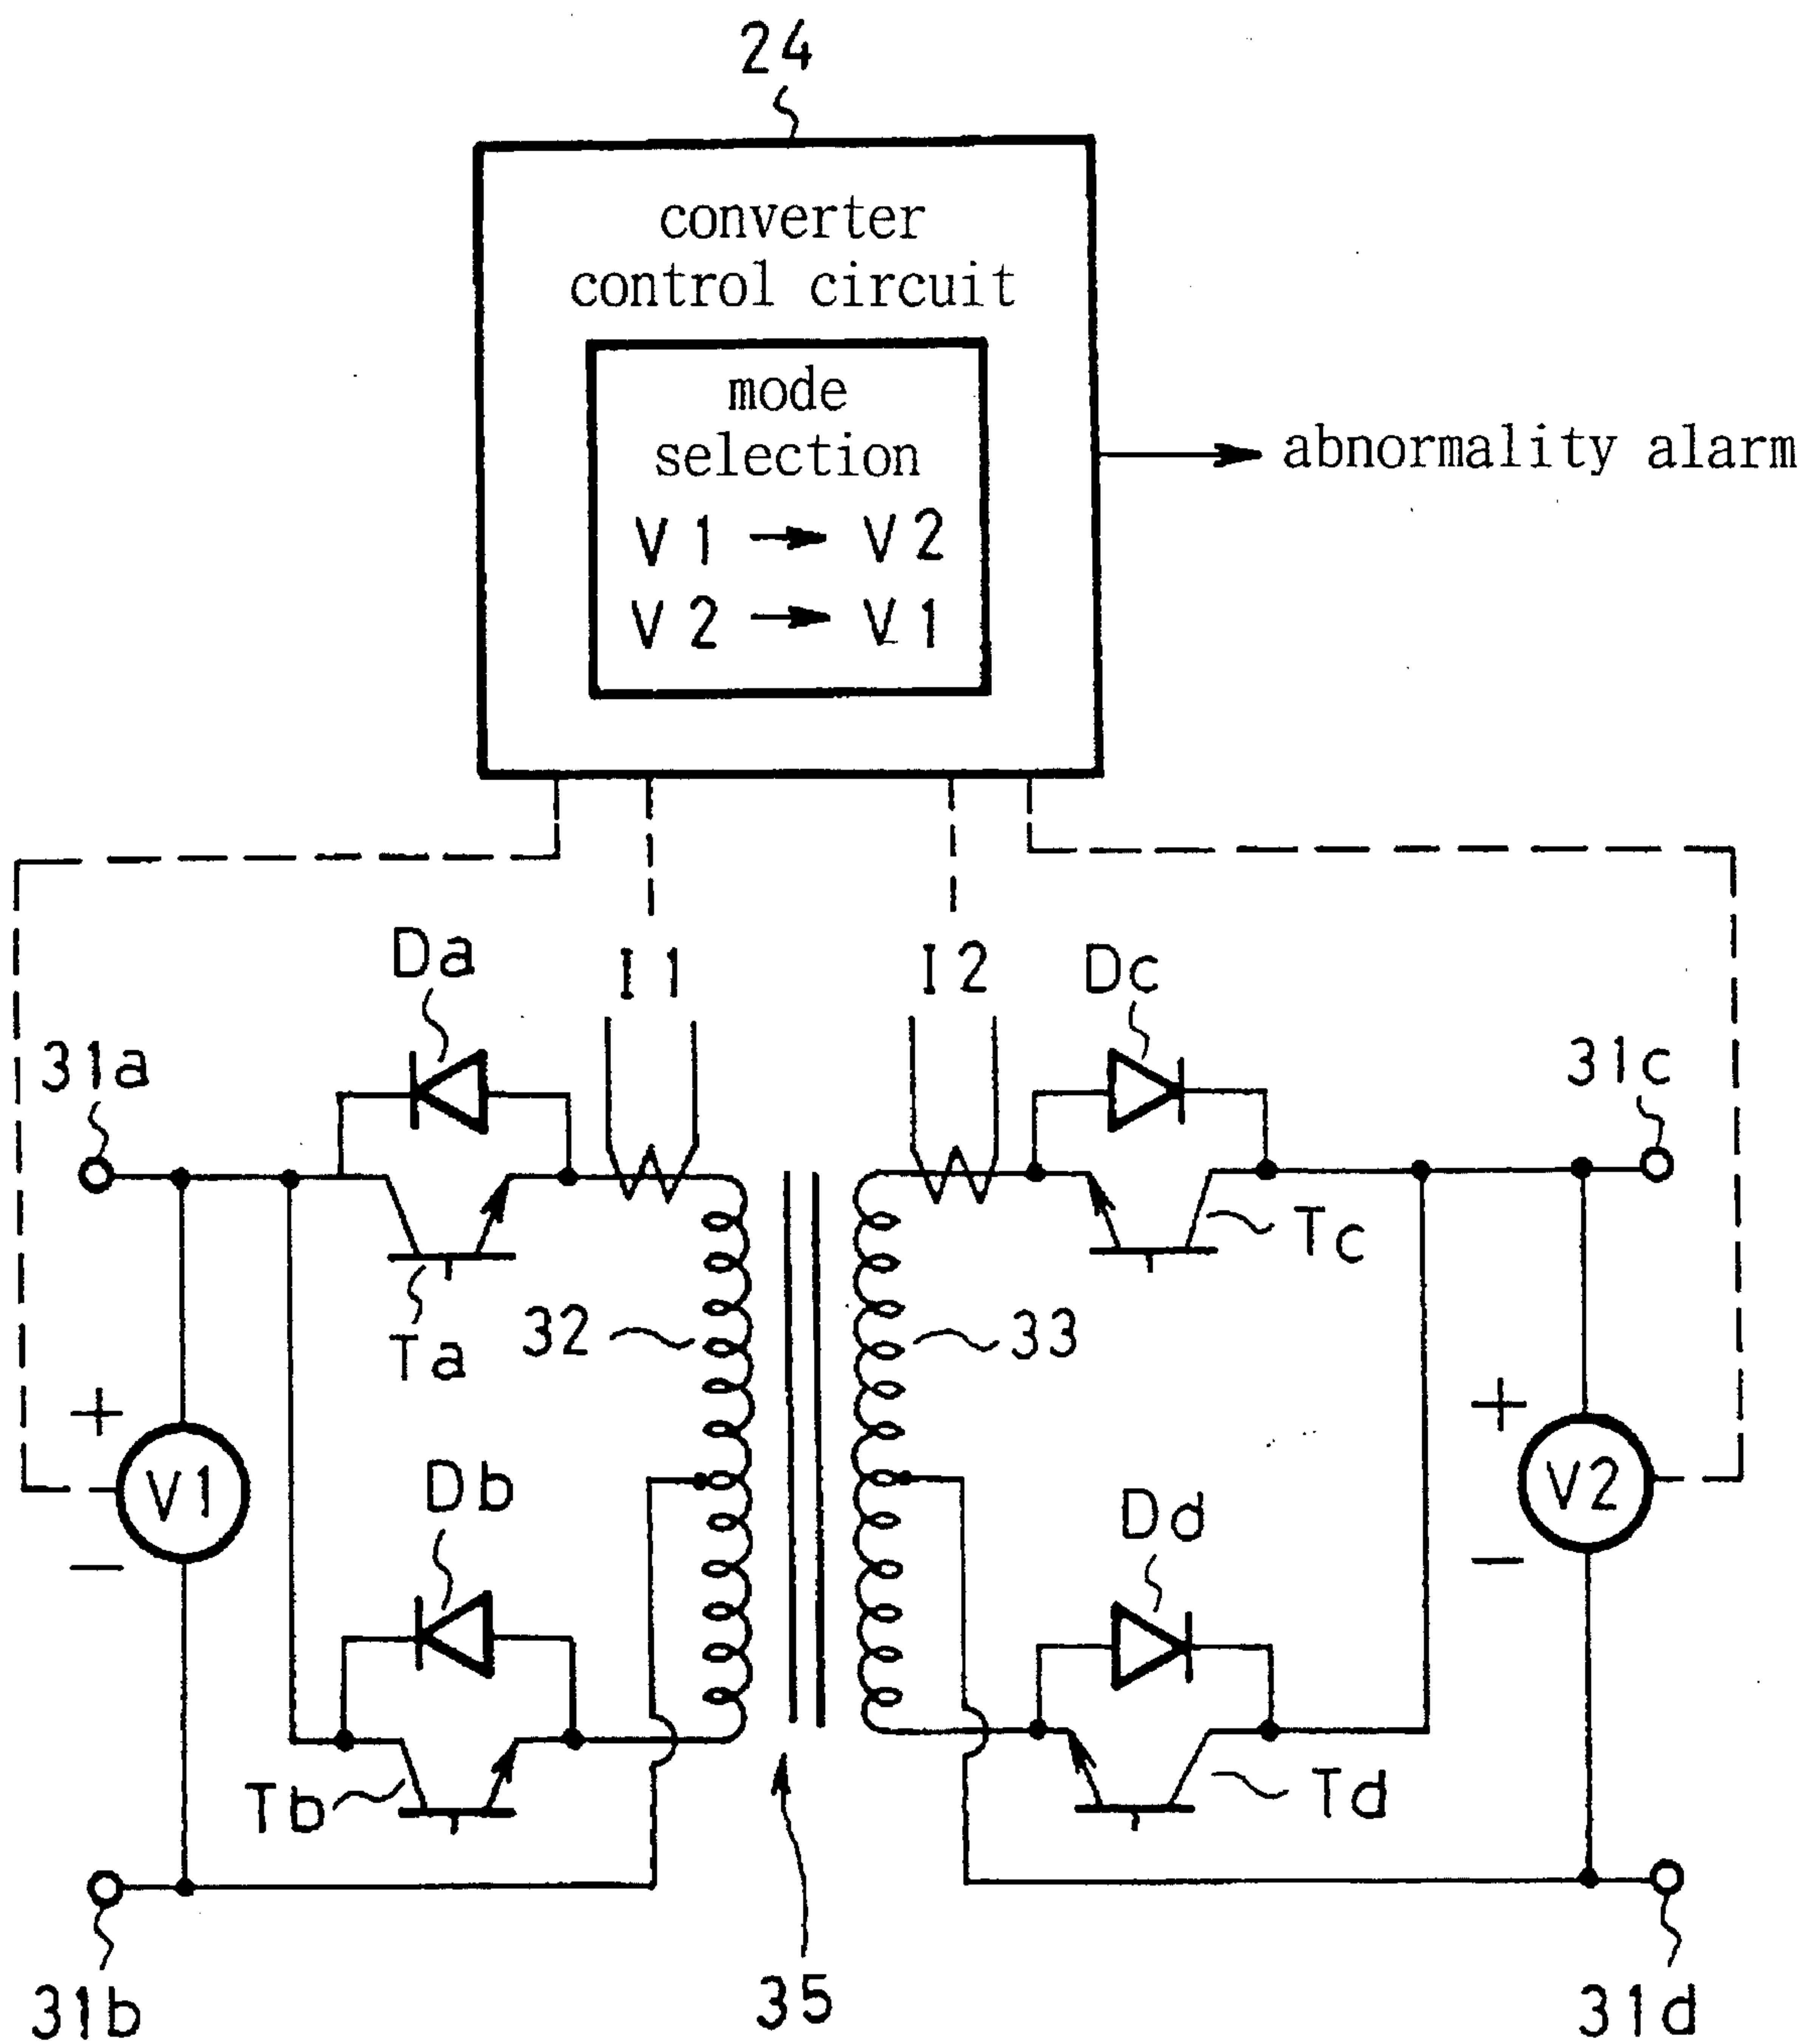 24
converter
control circuit
mode
selection
V1 → V2
V2 → V1
abnormality alarm
Da
I1
I2
Dc
31a
31c
Ta
32
33
Tc
+
+
V1
Db
Dd
V2
−
−
Tb
Td
31b
35
31d